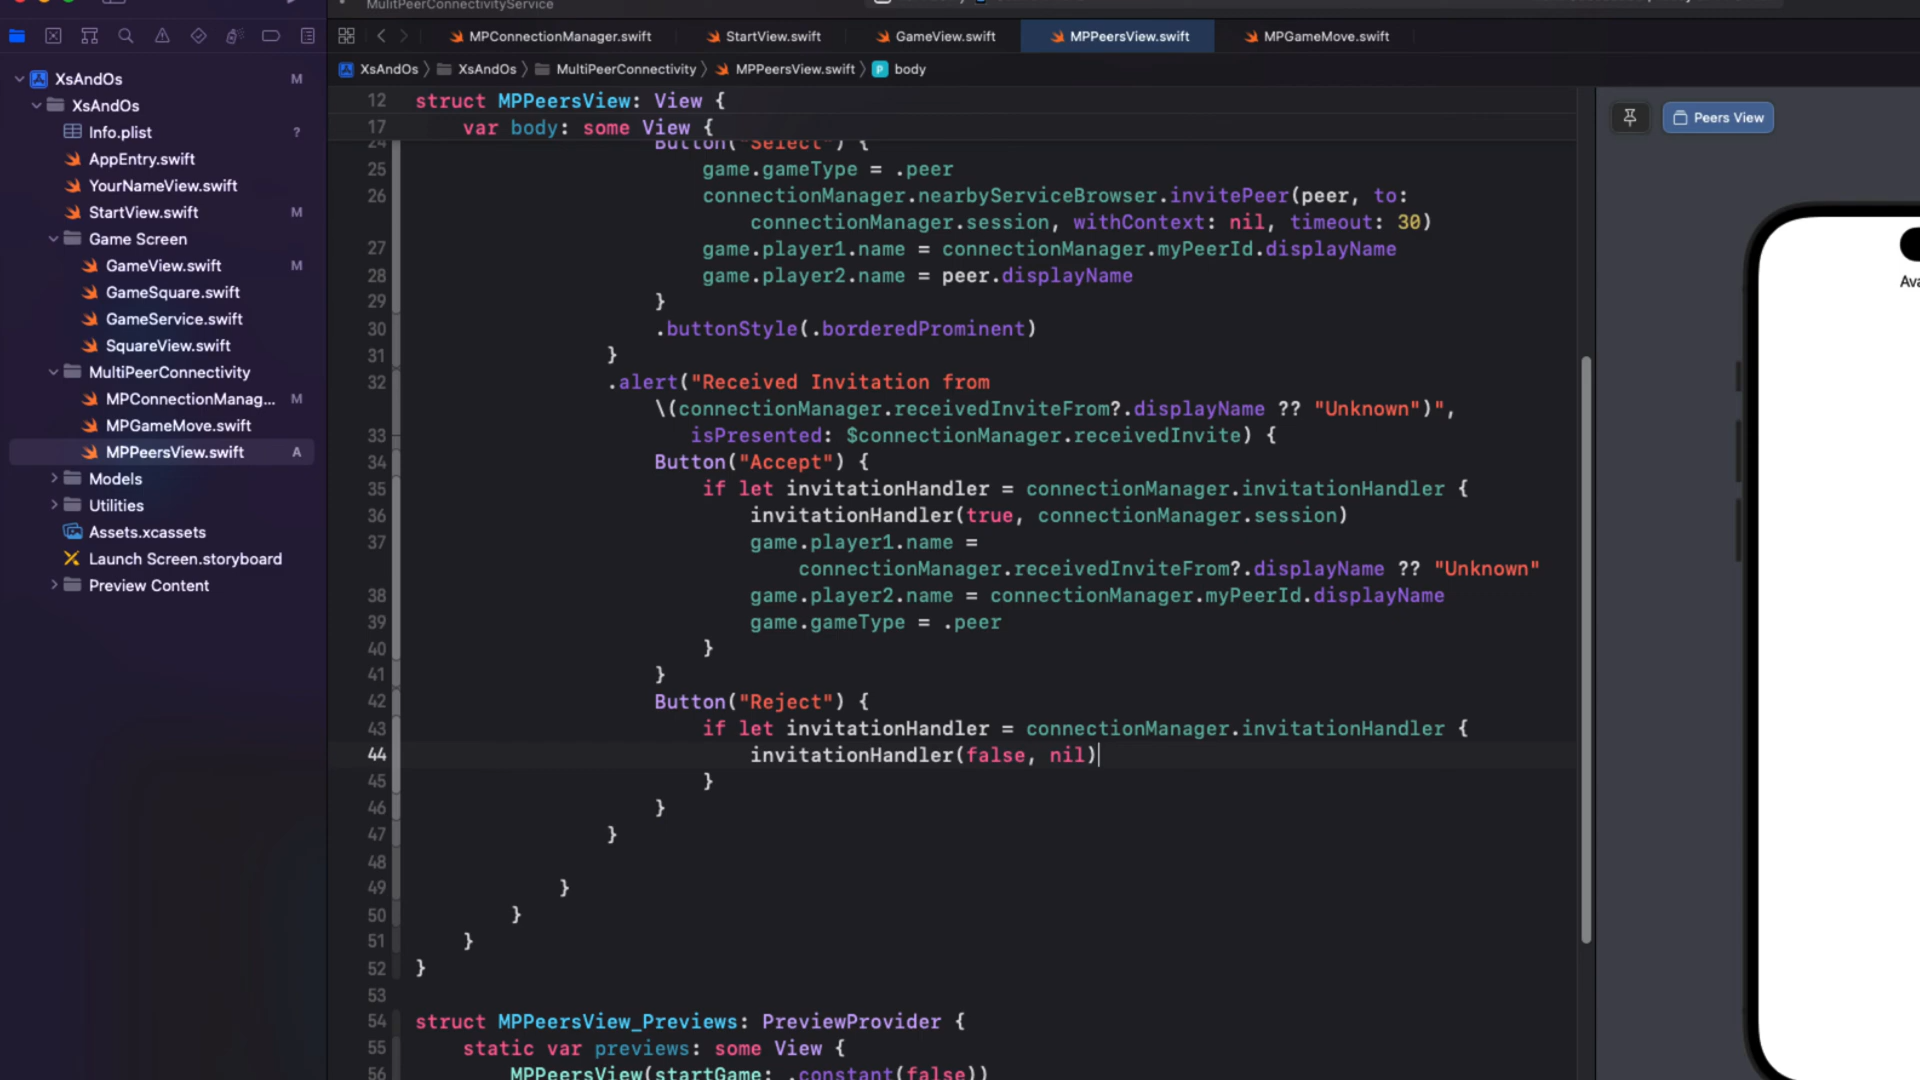 MulitPeerConnectivityService
MPConnectionManager.swift
StartView.swift
GameView.swift
MPPeersView.swift
MPGameMove.swift
XsAndOs
XsAndOs
MultiPeerConnectivity
MPPeersView.swift
P
body
XsAndOs M
XsAndOs
Info.plist ?
AppEntry.swift
YourNameView.swift
StartView.swift M
Game Screen
GameView.swift M
GameSquare.swift
GameService.swift
SquareView.swift
MultiPeerConnectivity
MPConnectionManag... M
MPGameMove.swift
MPPeersView.swift A
Models
Utilities
Assets.xcassets
Launch Screen.storyboard
Preview Content
12 struct MPPeersView: View {
17 var body: some View {
24 Button("Select") {
25 game.gameType = .peer
26 connectionManager.nearbyServiceBrowser.invitePeer(peer, to:
connectionManager.session, withContext: nil, timeout: 30)
27 game.player1.name = connectionManager.myPeerId.displayName
28 game.player2.name = peer.displayName
29 }
30 .buttonStyle(.borderedProminent)
31 }
32 .alert("Received Invitation from
\(connectionManager.receivedInviteFrom?.displayName ?? "Unknown")",
33 isPresented: $connectionManager.receivedInvite) {
34 Button("Accept") {
35 if let invitationHandler = connectionManager.invitationHandler {
36 invitationHandler(true, connectionManager.session)
37 game.player1.name =
connectionManager.receivedInviteFrom?.displayName ?? "Unknown"
38 game.player2.name = connectionManager.myPeerId.displayName
39 game.gameType = .peer
40 }
41 }
42 Button("Reject") {
43 if let invitationHandler = connectionManager.invitationHandler {
44 invitationHandler(false, nil)
45 }
46 }
47 }
48
49 }
50 }
51 }
52 }
53
54 struct MPPeersView_Previews: PreviewProvider {
55 static var previews: some View {
56 MPPeersView(startGame: .constant(false))
Peers View
Ava